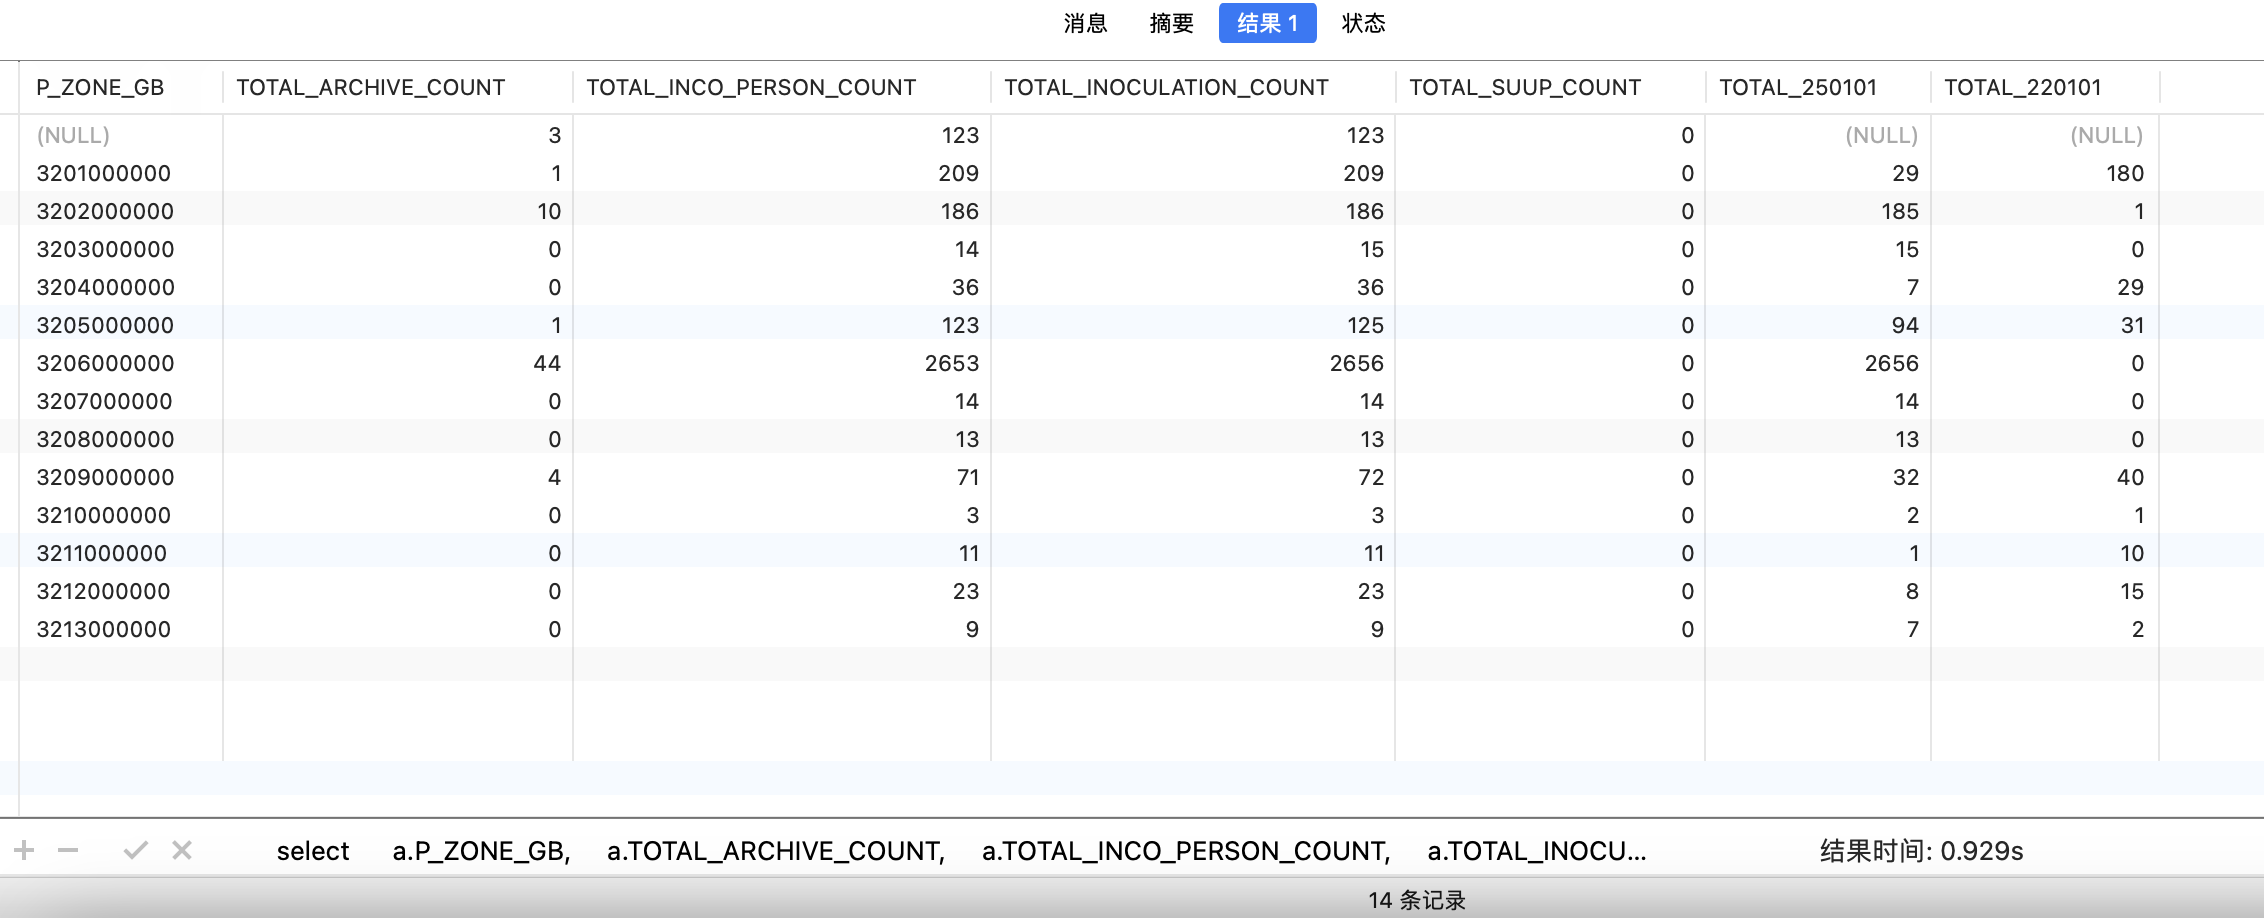 消息 摘要 结果 1 状态
P_ZONE_GB TOTAL_ARCHIVE_COUNT TOTAL_INCO_PERSON_COUNT TOTAL_INOCULATION_COUNT TOTAL_SUUP_COUNT TOTAL_250101 TOTAL_220101
(NULL) 3 123 123 0 (NULL) (NULL)
3201000000 1 209 209 0 29 180
3202000000 10 186 186 0 185 1
3203000000 0 14 15 0 15 0
3204000000 0 36 36 0 7 29
3205000000 1 123 125 0 94 31
3206000000 44 2653 2656 0 2656 0
3207000000 0 14 14 0 14 0
3208000000 0 13 13 0 13 0
3209000000 4 71 72 0 32 40
3210000000 0 3 3 0 2 1
3211000000 0 11 11 0 1 10
3212000000 0 23 23 0 8 15
3213000000 0 9 9 0 7 2
select a.P_ZONE_GB, a.TOTAL_ARCHIVE_COUNT, a.TOTAL_INCO_PERSON_COUNT, a.TOTAL_INOCU... 结果时间: 0.929s
14 条记录